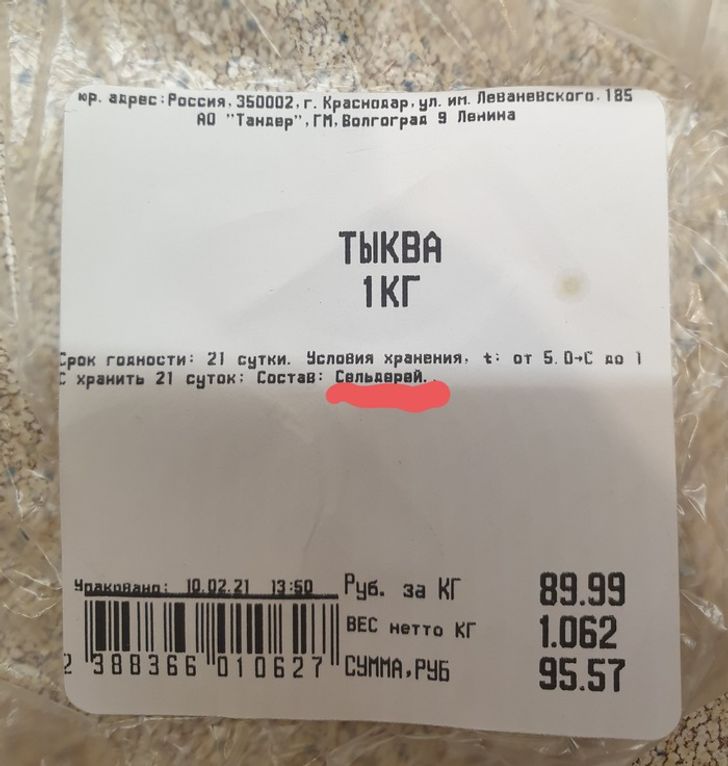 юр. адрес:Россия, 350002,г. Краснодар,ул. им. Леваневского, 185
АО "Тандер",ГМ,Волгоград 9 Ленина
ТЫКВА
1КГ
Срок годности: 21 сутки. Условия хранения, t: от 5.0→С до 1
С хранить 21 суток; Состав: Сельдерей.
Упаковано: 10.02.21 13:50
Руб. за КГ 89.99
ВЕС нетто КГ 1.062
СУММА,РУБ 95.57
2 388366 010627